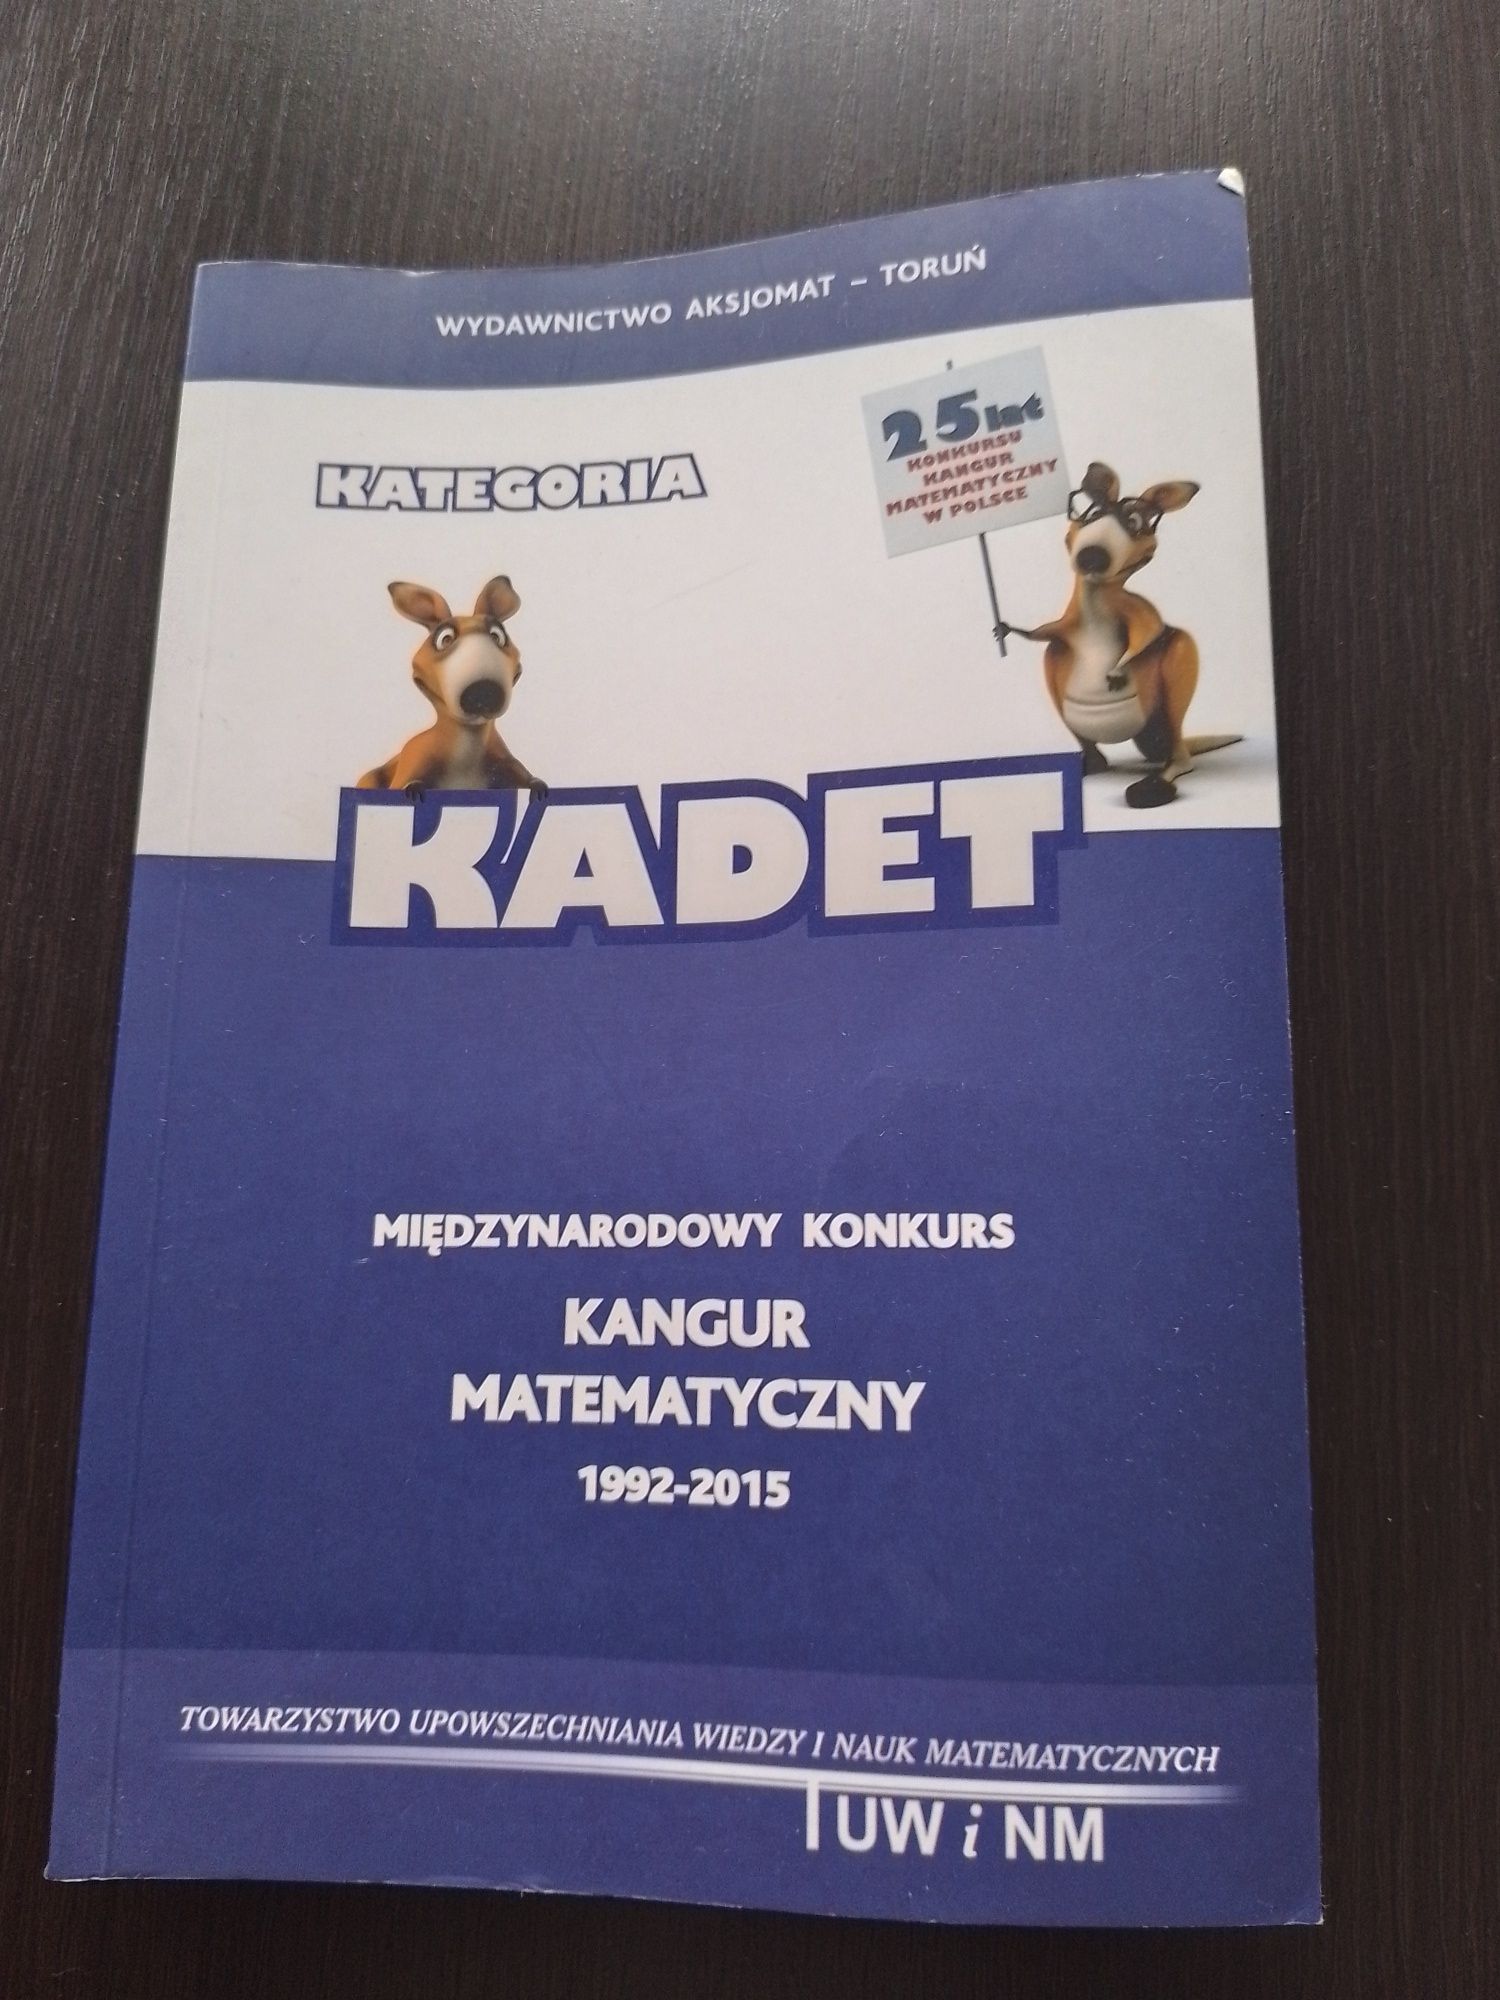 WYDAWNICTWO AKSJOMAT – TORUŃ
25 lat
KONKURSU
KANGUR
MATEMATYCZNY
W POLSCE
KATEGORIA
KADET
MIĘDZYNARODOWY KONKURS
KANGUR
MATEMATYCZNY
1992-2015
TOWARZYSTWO UPOWSZECHNIANIA WIEDZY I NAUK MATEMATYCZNYCH
TUW i NM